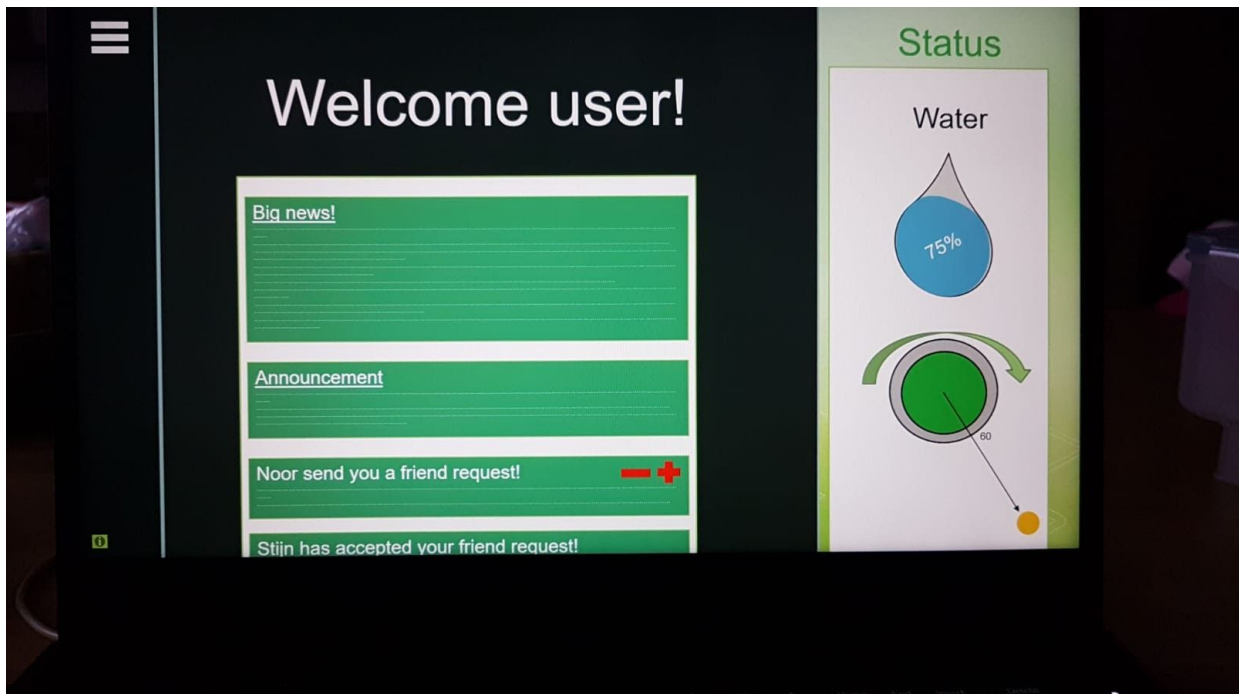 Welcome user!
Big news!
Announcement
Noor send you a friend request!
Stijn has accepted your friend request!
Status
Water
75%
60